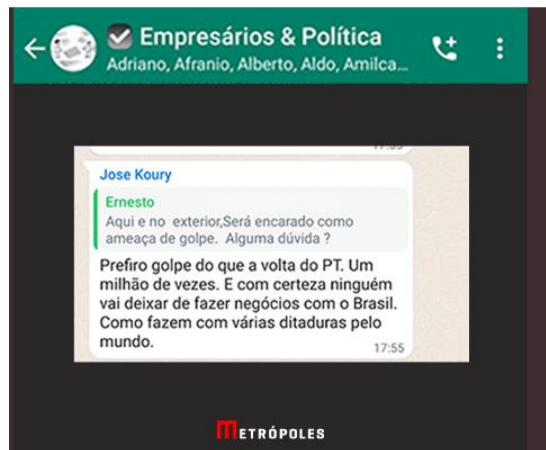 Empresários & Política
Adriano, Afranio, Alberto, Aldo, Amilca...
Jose Koury
Ernesto
Aqui e no exterior,Será encarado como
ameaça de golpe. Alguma dúvida ?
Prefiro golpe do que a volta do PT. Um
milhão de vezes. E com certeza ninguém
vai deixar de fazer negócios com o Brasil.
Como fazem com várias ditaduras pelo
mundo.
17:55
METRÓPOLES